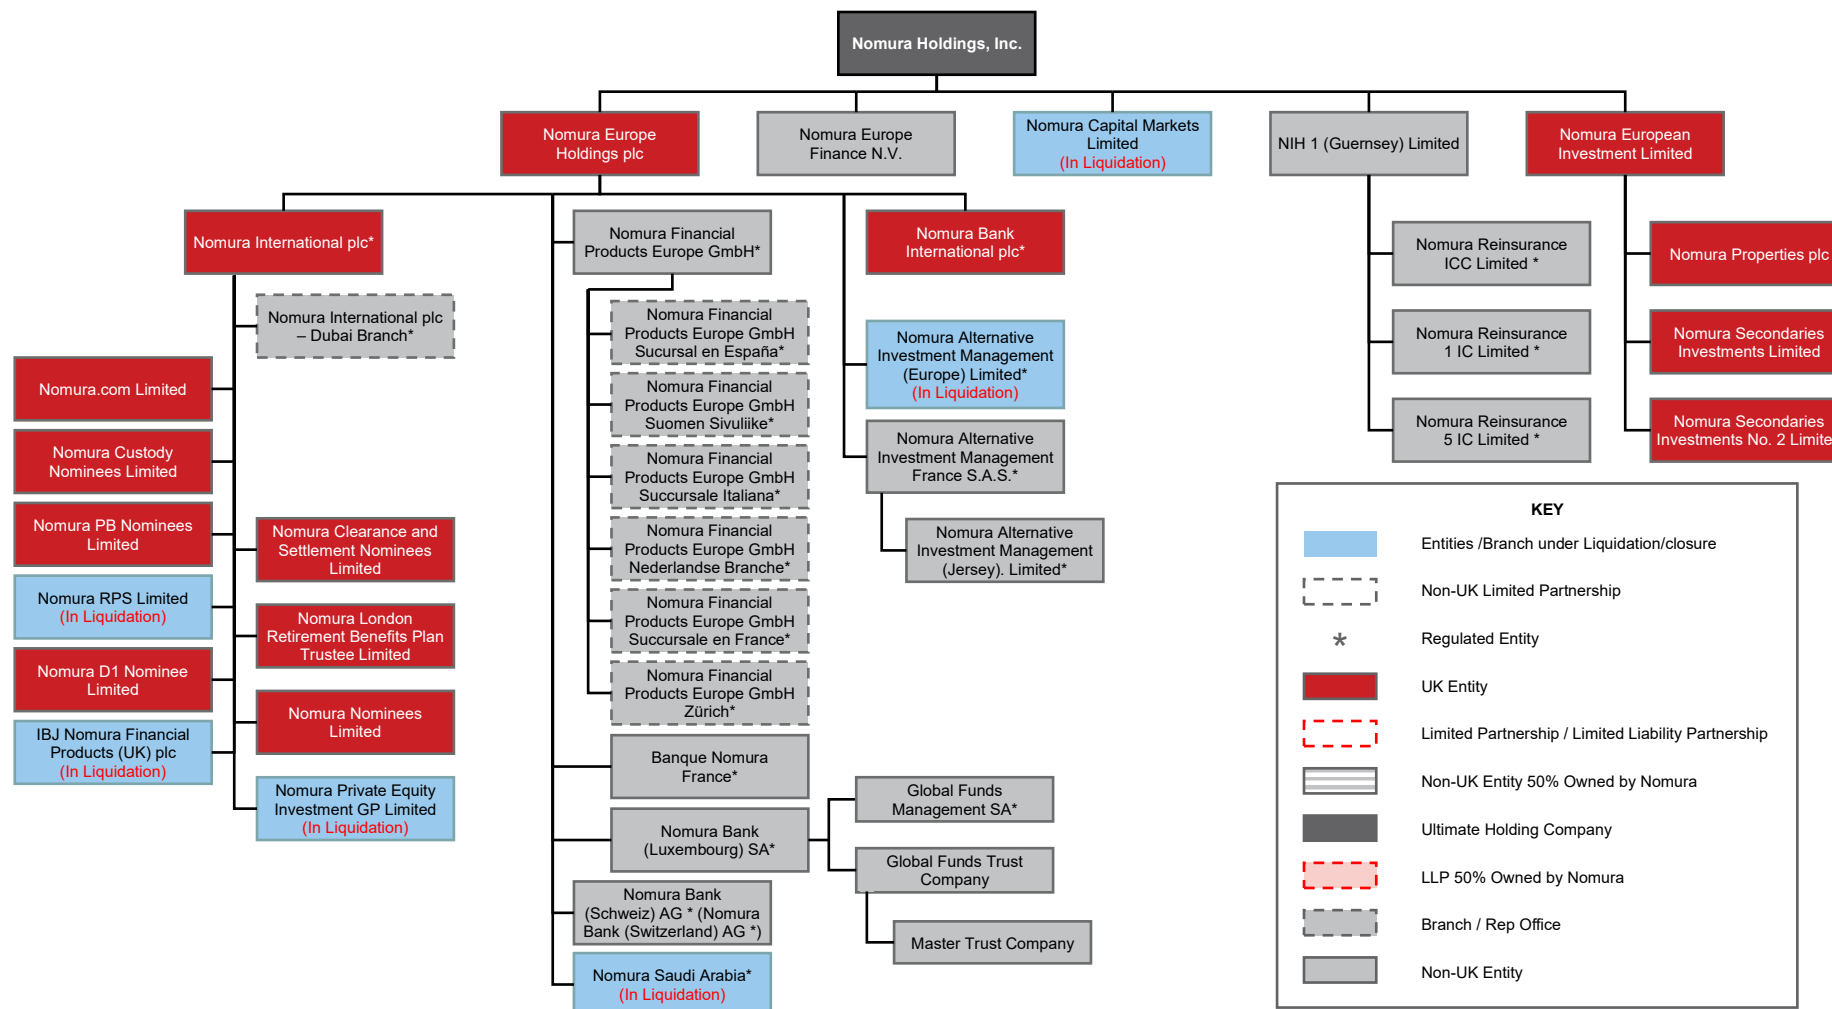 Nomura Holdings, Inc.
Nomura Europe
Holdings plc
Nomura Europe
Finance N.V.
Nomura Capital Markets
Limited
(In Liquidation)
NIH 1 (Guernsey) Limited
Nomura European
Investment Limited
Nomura International plc*
Nomura International plc
– Dubai Branch*
Nomura.com Limited
Nomura Custody
Nominees Limited
Nomura PB Nominees
Limited
Nomura RPS Limited
(In Liquidation)
Nomura D1 Nominee
Limited
IBJ Nomura Financial
Products (UK) plc
(In Liquidation)
Nomura Clearance and
Settlement Nominees
Limited
Nomura London
Retirement Benefits Plan
Trustee Limited
Nomura Nominees
Limited
Nomura Private Equity
Investment GP Limited
(In Liquidation)
Nomura Financial
Products Europe GmbH*
Nomura Financial
Products Europe GmbH
Sucursal en España*
Nomura Financial
Products Europe GmbH
Suomen Sivuliike*
Nomura Financial
Products Europe GmbH
Succursale Italiana*
Nomura Financial
Products Europe GmbH
Nederlandse Branche*
Nomura Financial
Products Europe GmbH
Succursale en France*
Nomura Financial
Products Europe GmbH
Zürich*
Banque Nomura
France*
Nomura Bank
(Luxembourg) SA*
Nomura Bank
(Schweiz) AG * (Nomura
Bank (Switzerland) AG *)
Nomura Saudi Arabia*
(In Liquidation)
Global Funds
Management SA*
Global Funds Trust
Company
Master Trust Company
Nomura Bank
International plc*
Nomura Alternative
Investment Management
(Europe) Limited*
(In Liquidation)
Nomura Alternative
Investment Management
France S.A.S.*
Nomura Alternative
Investment Management
(Jersey). Limited*
Nomura Reinsurance
ICC Limited *
Nomura Reinsurance
1 IC Limited *
Nomura Reinsurance
5 IC Limited *
Nomura Properties plc
Nomura Secondaries
Investments Limited
Nomura Secondaries
Investments No. 2 Limite
KEY
Entities /Branch under Liquidation/closure
Non-UK Limited Partnership
* Regulated Entity
UK Entity
Limited Partnership / Limited Liability Partnership
Non-UK Entity 50% Owned by Nomura
Ultimate Holding Company
LLP 50% Owned by Nomura
Branch / Rep Office
Non-UK Entity